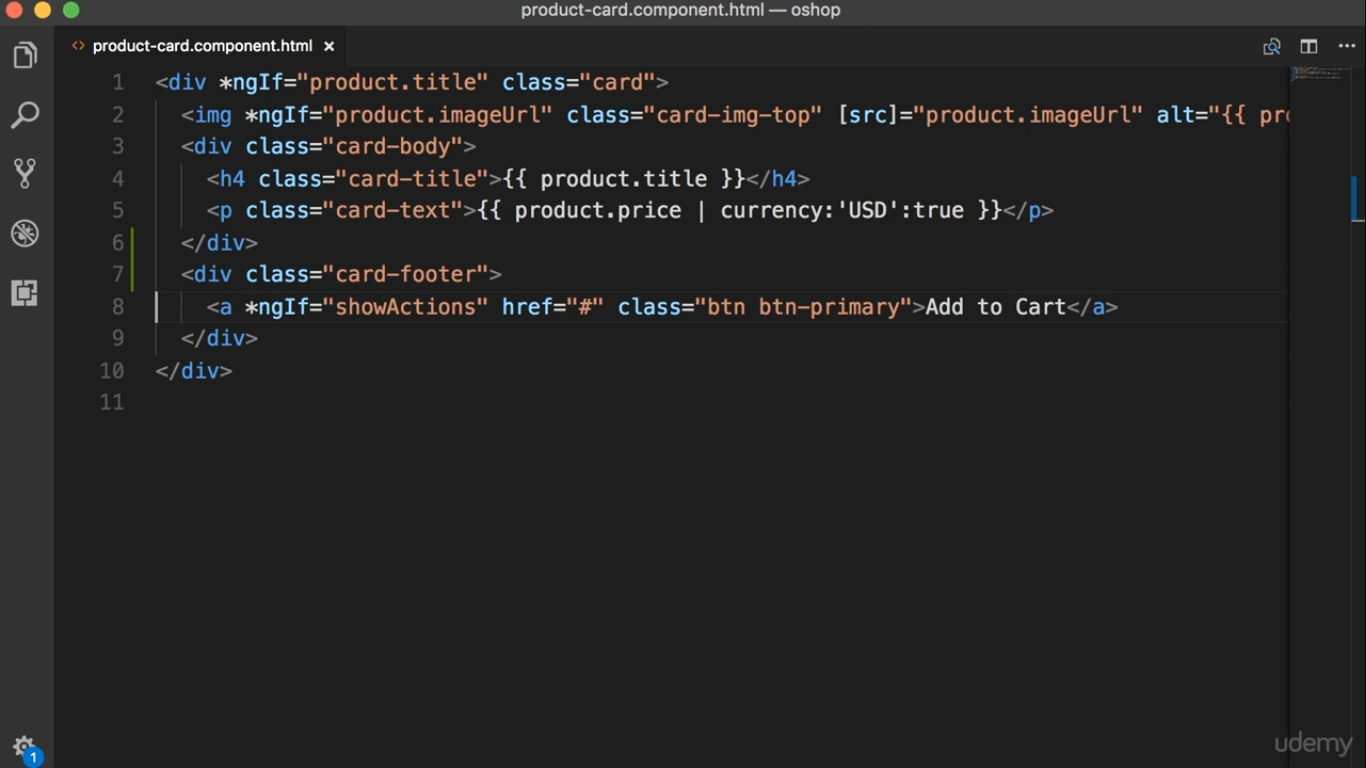 product-card.component.html — oshop
<> product-card.component.html ×
1 <div *ngIf="product.title" class="card">
2 <img *ngIf="product.imageUrl" class="card-img-top" [src]="product.imageUrl" alt="{{ pro
3 <div class="card-body">
4 <h4 class="card-title">{{ product.title }}</h4>
5 <p class="card-text">{{ product.price | currency:'USD':true }}</p>
6 </div>
7 <div class="card-footer">
8 <a *ngIf="showActions" href="#" class="btn btn-primary">Add to Cart</a>
9 </div>
10 </div>
11
1
udemy